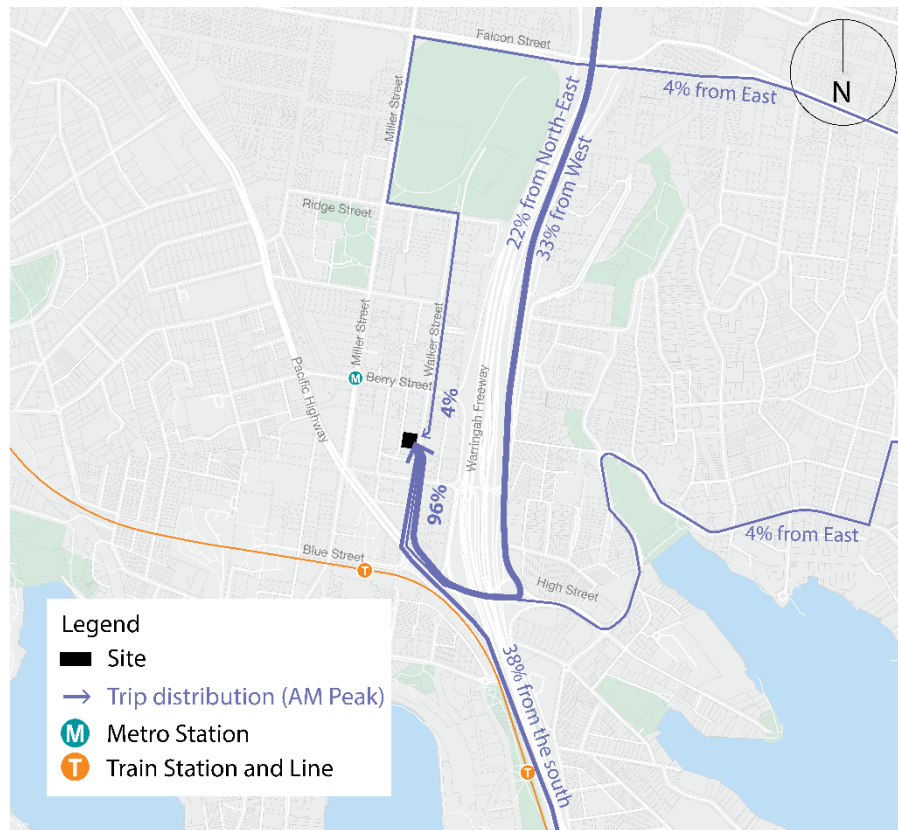 Falcon Street
4% from East
N
Miller Street
22% from North-East
33% from West
Ridge Street
Walker Street
Miller Street
Pacific Highway
M
Berry Street
4%
Warringah Freeway
96%
Blue Street
T
High Street
4% from East
38% from the south
Legend
Site
Trip distribution (AM Peak)
M Metro Station
T Train Station and Line
T